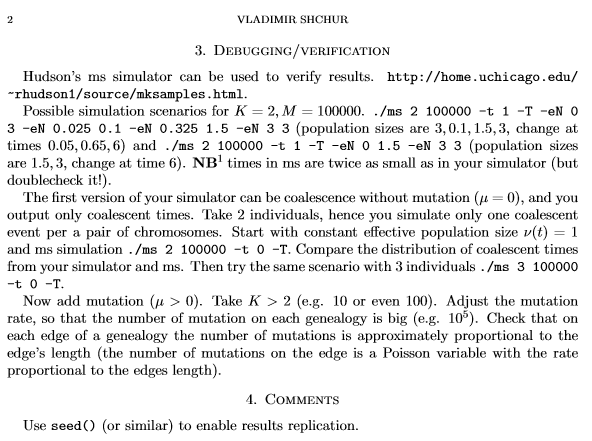 2
VLADIMIR SHCHUR
3. DEBUGGING/VERIFICATION
Hudson's ms simulator can be used to verify results. http://home.uchicago.edu/
~rhudson1/source/mksamples.html.
Possible simulation scenarios for K = 2, M = 100000. ./ms 2 100000 -t 1 -T -eN 0
3 -eN 0.025 0.1 -eN 0.325 1.5 -eN 3 3 (population sizes are 3, 0.1, 1.5, 3, change at
times 0.05, 0.65, 6) and ./ms 2 100000 -t 1 -T -eN 0 1.5 -eN 3 3 (population sizes
are 1.5, 3, change at time 6). NB¹ times in ms are twice as small as in your simulator (but
doublecheck it!).
The first version of your simulator can be coalescence without mutation (μ = 0), and you
output only coalescent times. Take 2 individuals, hence you simulate only one coalescent
event per a pair of chromosomes. Start with constant effective population size ν(t) = 1
and ms simulation ./ms 2 100000 -t 0 -T. Compare the distribution of coalescent times
from your simulator and ms. Then try the same scenario with 3 individuals ./ms 3 100000
-t 0 -T.
Now add mutation (μ > 0). Take K > 2 (e.g. 10 or even 100). Adjust the mutation
rate, so that the number of mutation on each genealogy is big (e.g. 10⁵). Check that on
each edge of a genealogy the number of mutations is approximately proportional to the
edge's length (the number of mutations on the edge is a Poisson variable with the rate
proportional to the edges length).
4. COMMENTS
Use seed() (or similar) to enable results replication.